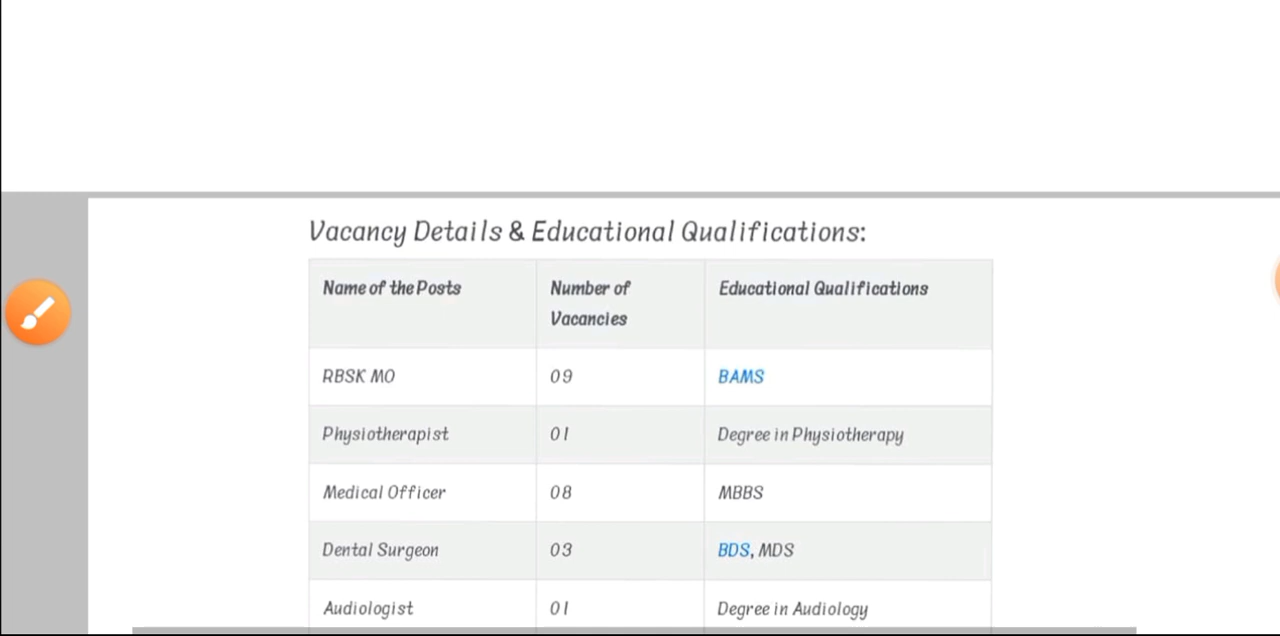 Vacancy Details & Educational Qualifications:
Name of the Posts
Number of
Vacancies
Educational Qualifications
RBSK MO
09
BAMS
Physiotherapist
01
Degree in Physiotherapy
Medical Officer
08
MBBS
Dental Surgeon
03
BDS, MDS
Audiologist
01
Degree in Audiology